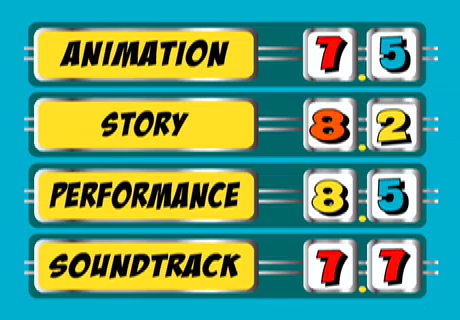 ANIMATION 7.5
STORY 8.2
PERFORMANCE 8.5
SOUNDTRACK 7.7